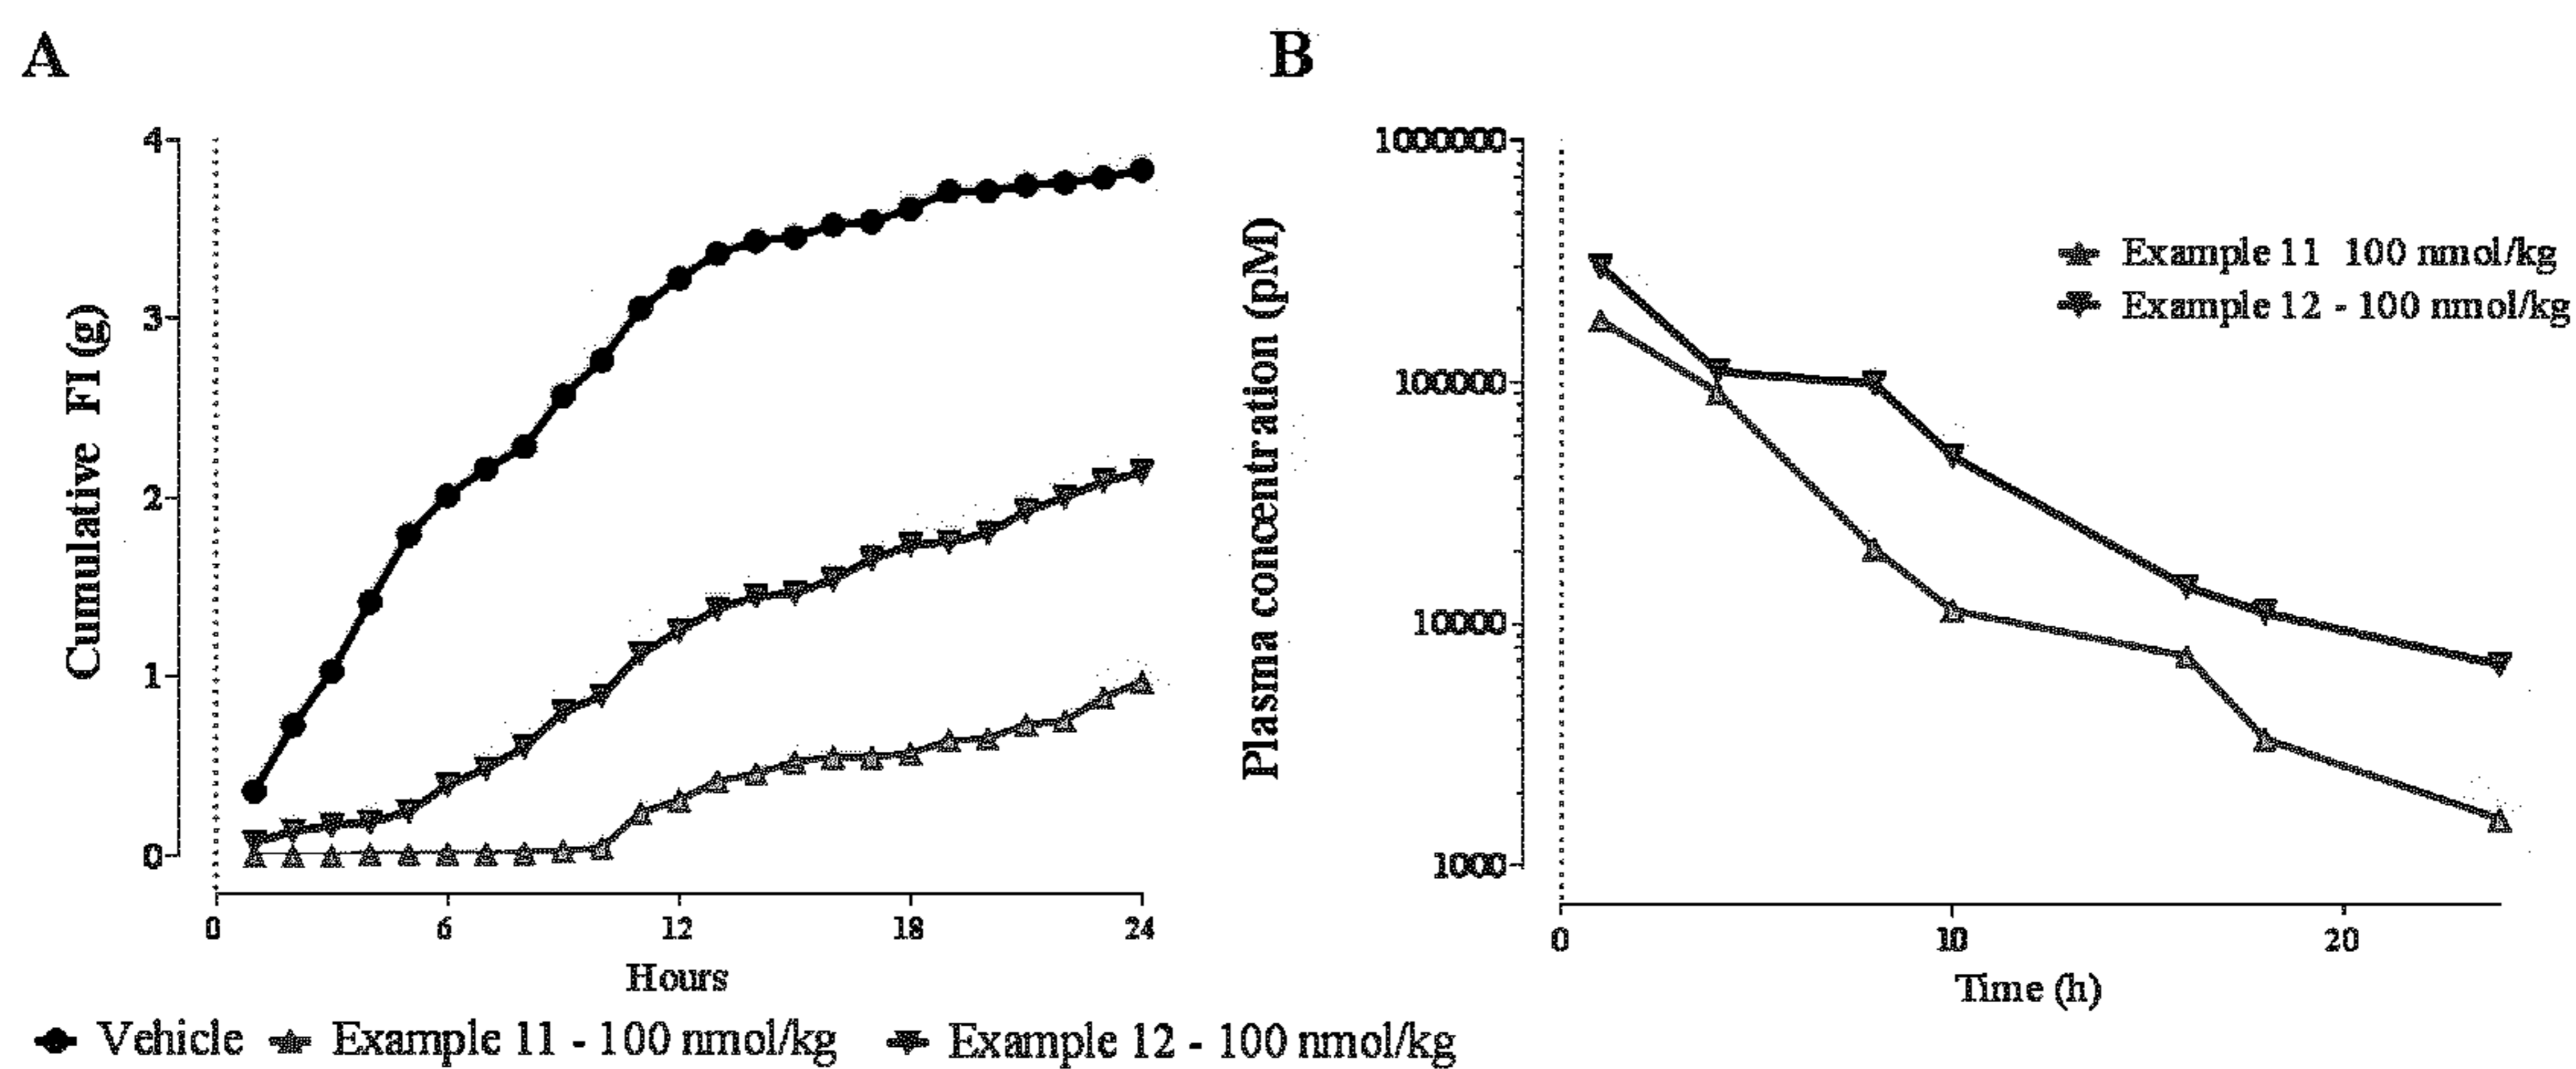 A
B
4
3
2
1
0
Cumulative FI (g)
0 6 12 18 24
Hours
1000000
100000
10000
1000
Plasma concentration (pM)
Example 11 100 nmol/kg
Example 12 - 100 nmol/kg
0 10 20
Time (h)
Vehicle Example 11 - 100 nmol/kg Example 12 - 100 nmol/kg